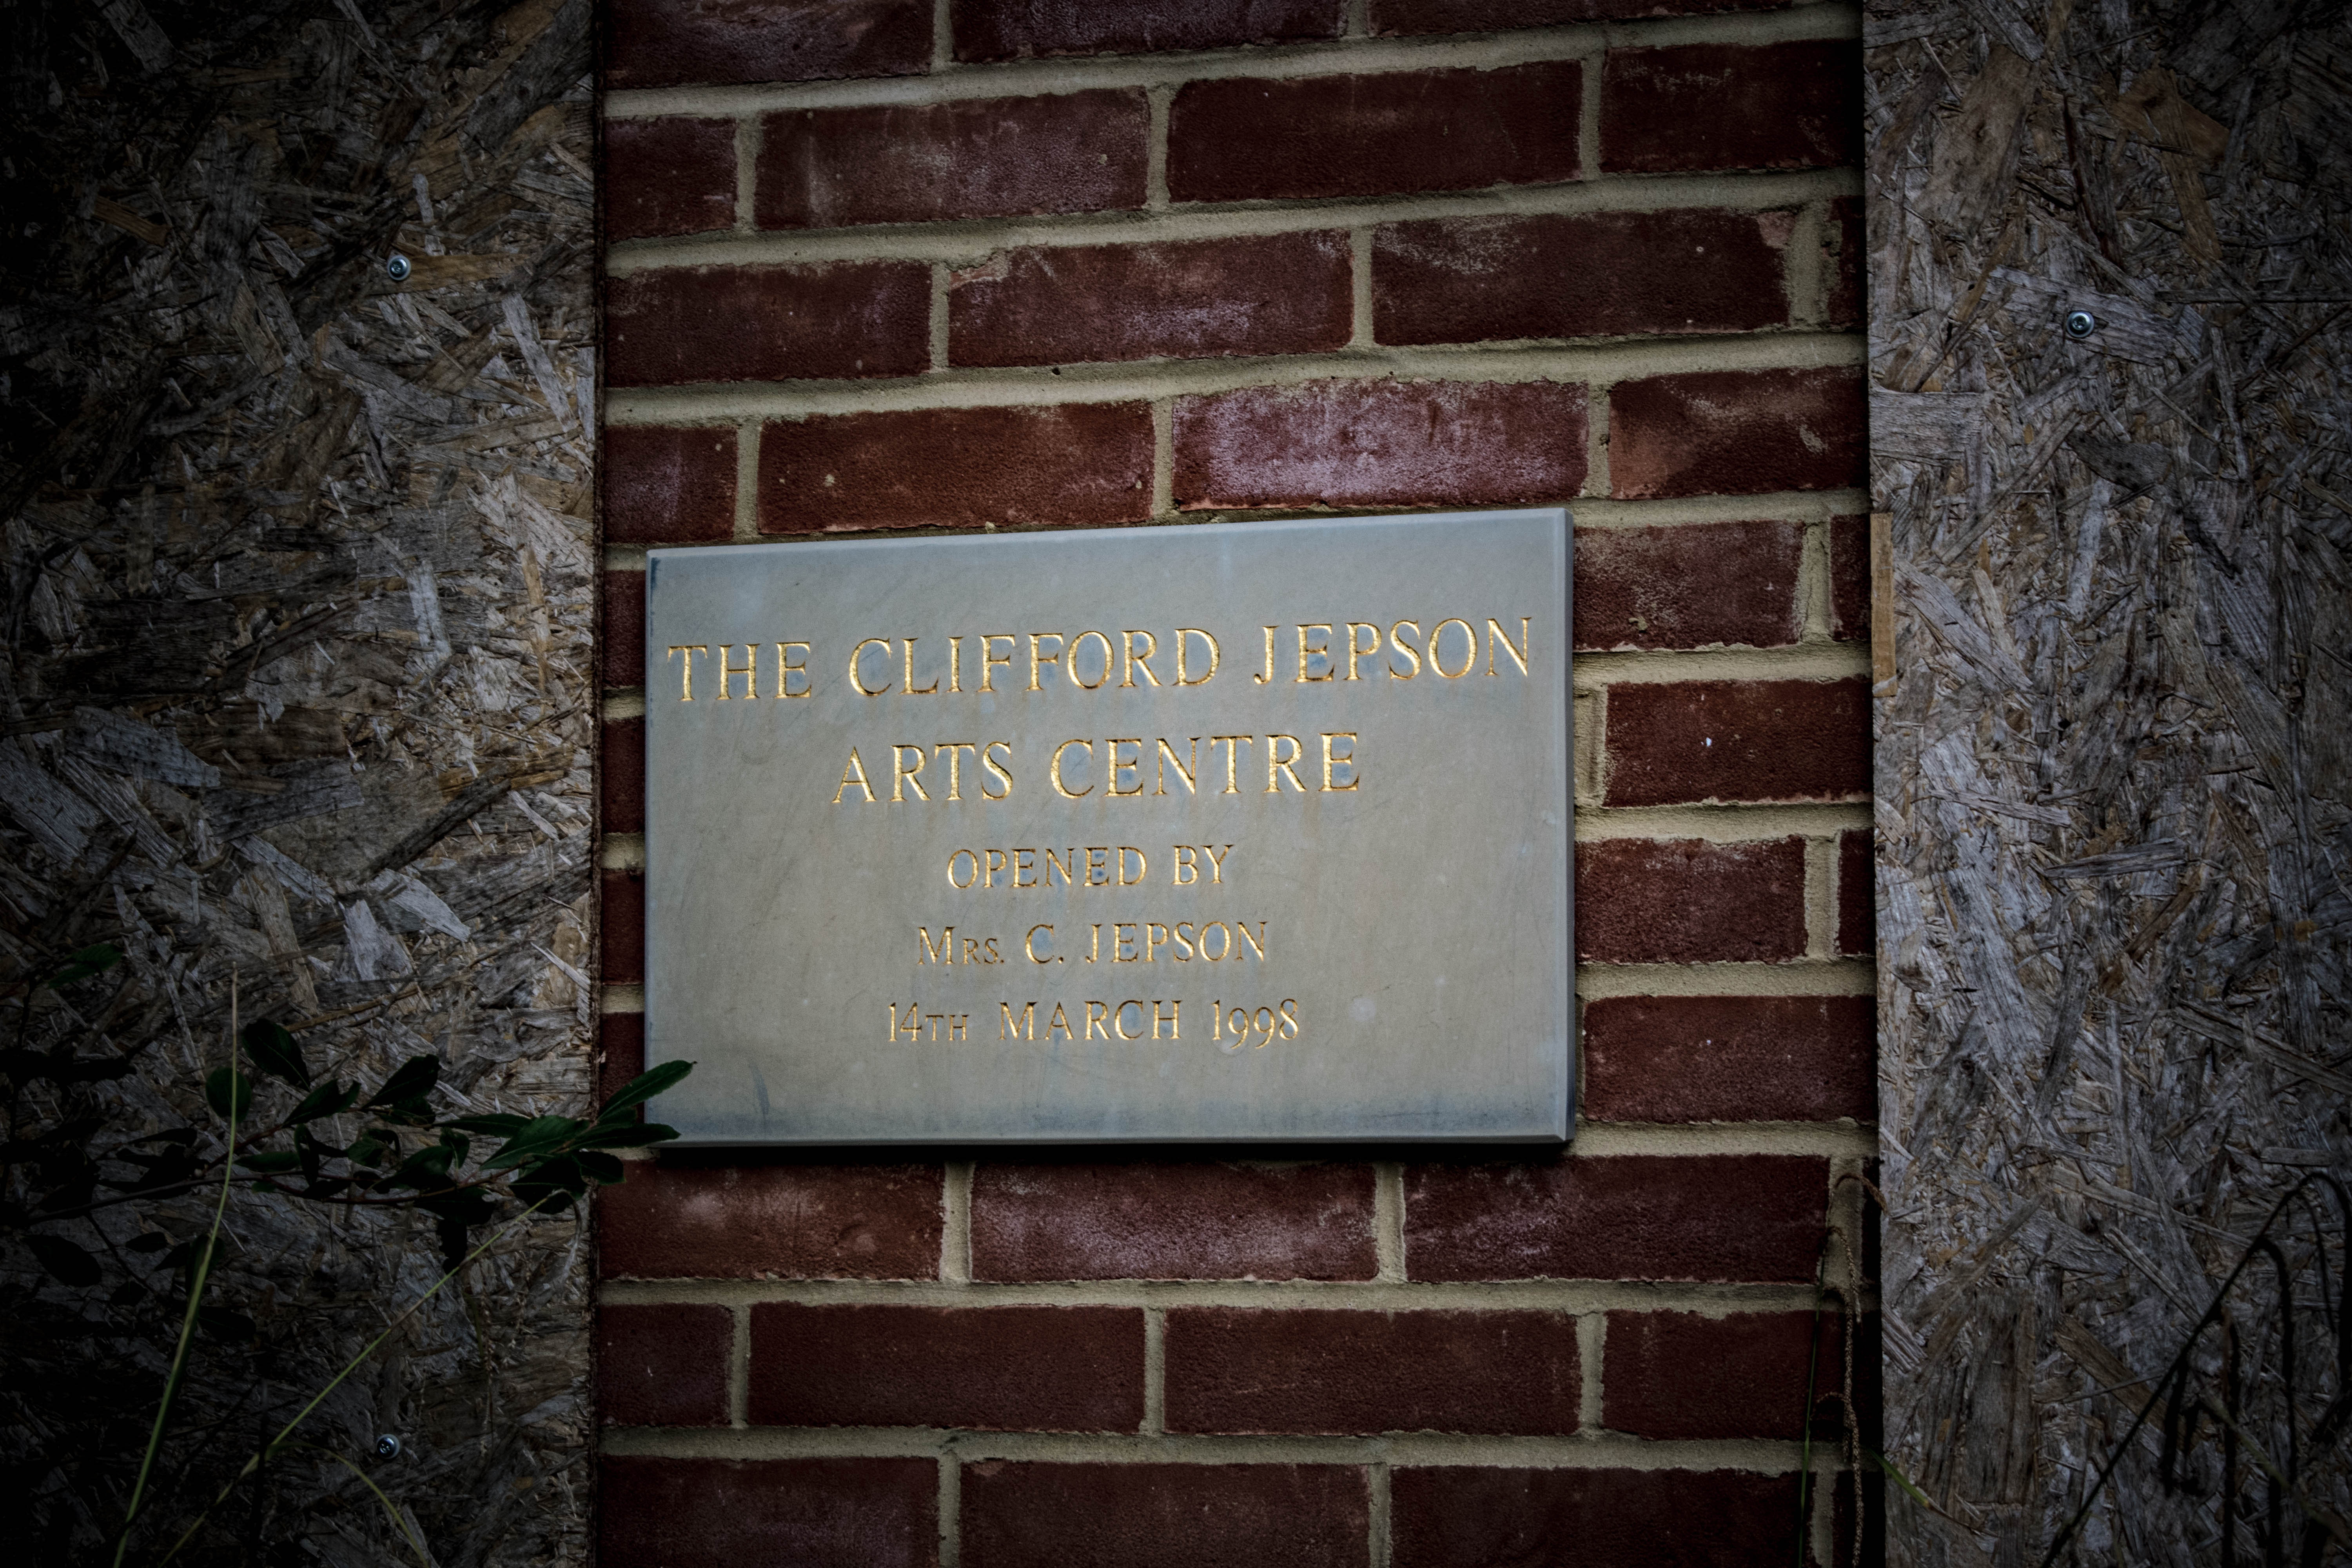 THE CLIFFORD JEPSON
ARTS CENTRE
OPENED BY
MRS. C. JEPSON
14TH MARCH 1998